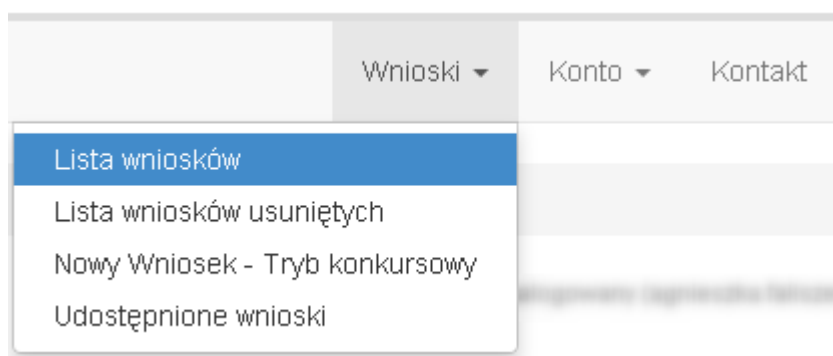 Wnioski Konto Kontakt
Lista wniosków
Lista wniosków usuniętych
Nowy Wniosek - Tryb konkursowy
Udostępnione wnioski